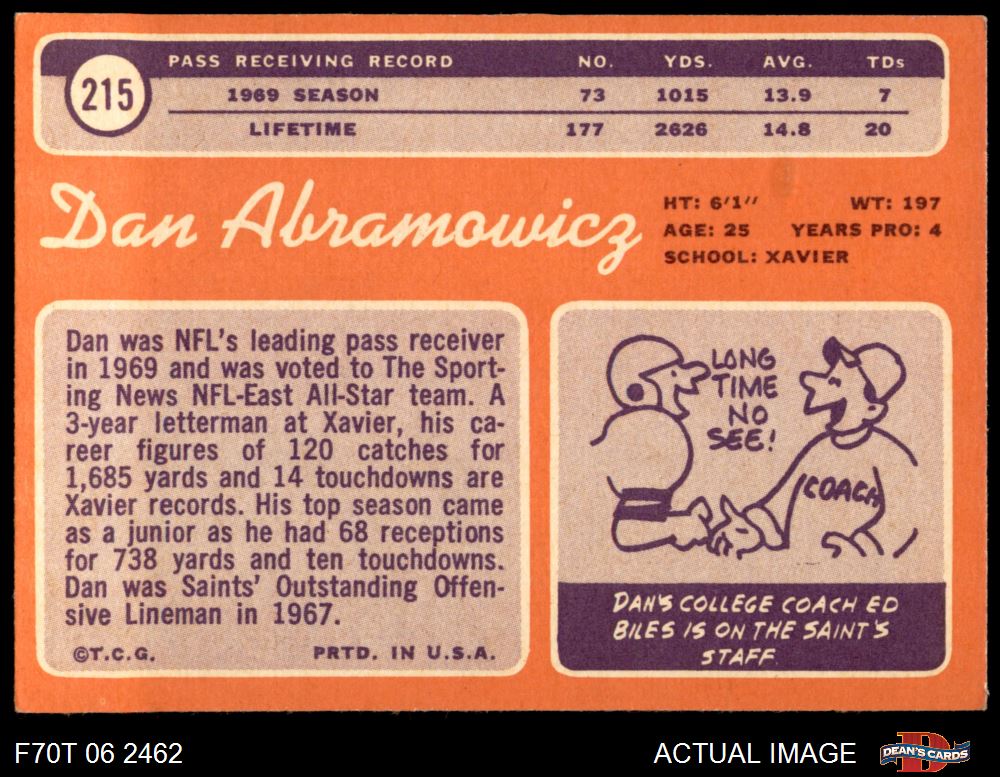 215
PASS RECEIVING RECORD NO. YDS. AVG. TDs
1969 SEASON 73 1015 13.9 7
LIFETIME 177 2626 14.8 20
Dan Abramowicz
HT: 6'1" WT: 197
AGE: 25 YEARS PRO: 4
SCHOOL: XAVIER
Dan was NFL's leading pass receiver
in 1969 and was voted to The Sport-
ing News NFL-East All-Star team. A
3-year letterman at Xavier, his ca-
reer figures of 120 catches for
1,685 yards and 14 touchdowns are
Xavier records. His top season came
as a junior as he had 68 receptions
for 738 yards and ten touchdowns.
Dan was Saints' Outstanding Offen-
sive Lineman in 1967.
©T.C.G. PRTD. IN U.S.A.
LONG
TIME
NO
SEE!
COACH
DAN'S COLLEGE COACH ED
BILES IS ON THE SAINT'S
STAFF
F70T 06 2462
ACTUAL IMAGE
D
DEAN'S CARDS